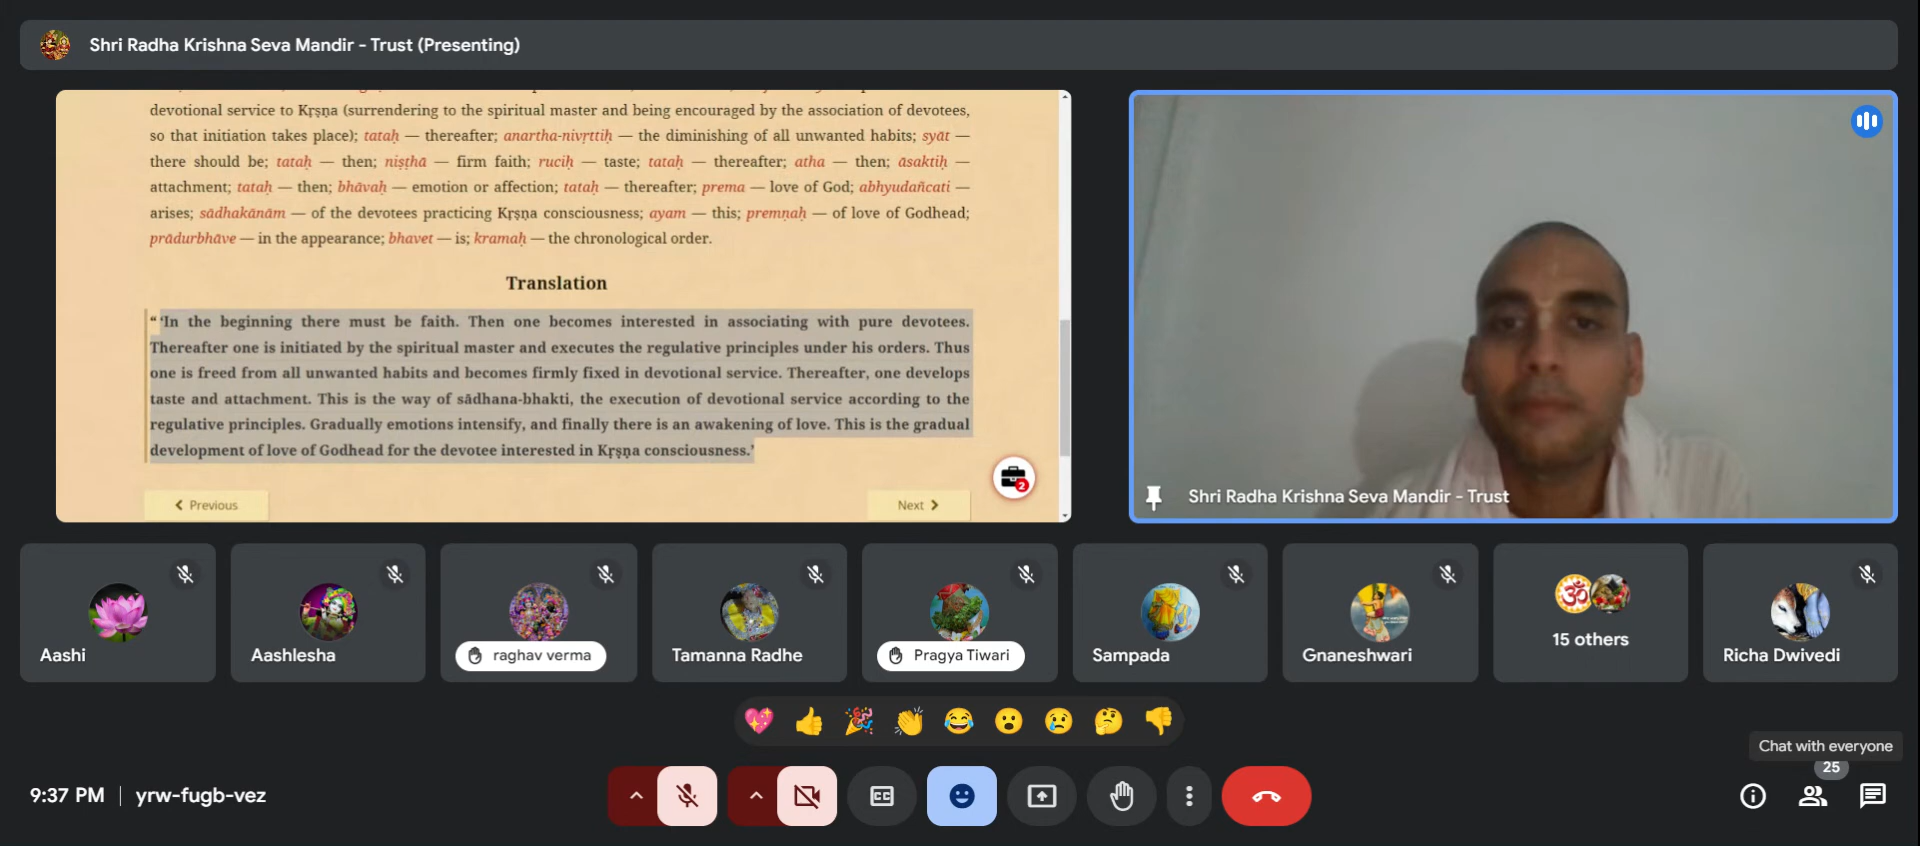 Shri Radha Krishna Seva Mandir - Trust (Presenting)
devotional service to Kṛṣṇa (surrendering to the spiritual master and being encouraged by the association of devotees,
so that initiation takes place); tataḥ — thereafter; anartha-nivṛttiḥ — the diminishing of all unwanted habits; syāt —
there should be; tataḥ — then; niṣṭhā — firm faith; ruciḥ — taste; tataḥ — thereafter; atha — then; āsaktiḥ —
attachment; tataḥ — then; bhāvaḥ — emotion or affection; tataḥ — thereafter; prema — love of God; abhyudañcati —
arises; sādhakānām — of the devotees practicing Kṛṣṇa consciousness; ayam — this; premṇaḥ — of love of Godhead;
prādurbhāve — in the appearance; bhavet — is; kramaḥ — the chronological order.
Translation
“ ‘In the beginning there must be faith. Then one becomes interested in associating with pure devotees.
Thereafter one is initiated by the spiritual master and executes the regulative principles under his orders. Thus
one is freed from all unwanted habits and becomes firmly fixed in devotional service. Thereafter, one develops
taste and attachment. This is the way of sādhana-bhakti, the execution of devotional service according to the
regulative principles. Gradually emotions intensify, and finally there is an awakening of love. This is the gradual
development of love of Godhead for the devotee interested in Kṛṣṇa consciousness.’
2
Previous
Next
Shri Radha Krishna Seva Mandir - Trust
Aashi
Aashlesha
raghav verma
Tamanna Radhe
Pragya Tiwari
Sampada
Gnaneshwari
ॐ
15 others
Richa Dwivedi
Chat with everyone
25
9:37 PM | yrw-fugb-vez
CC